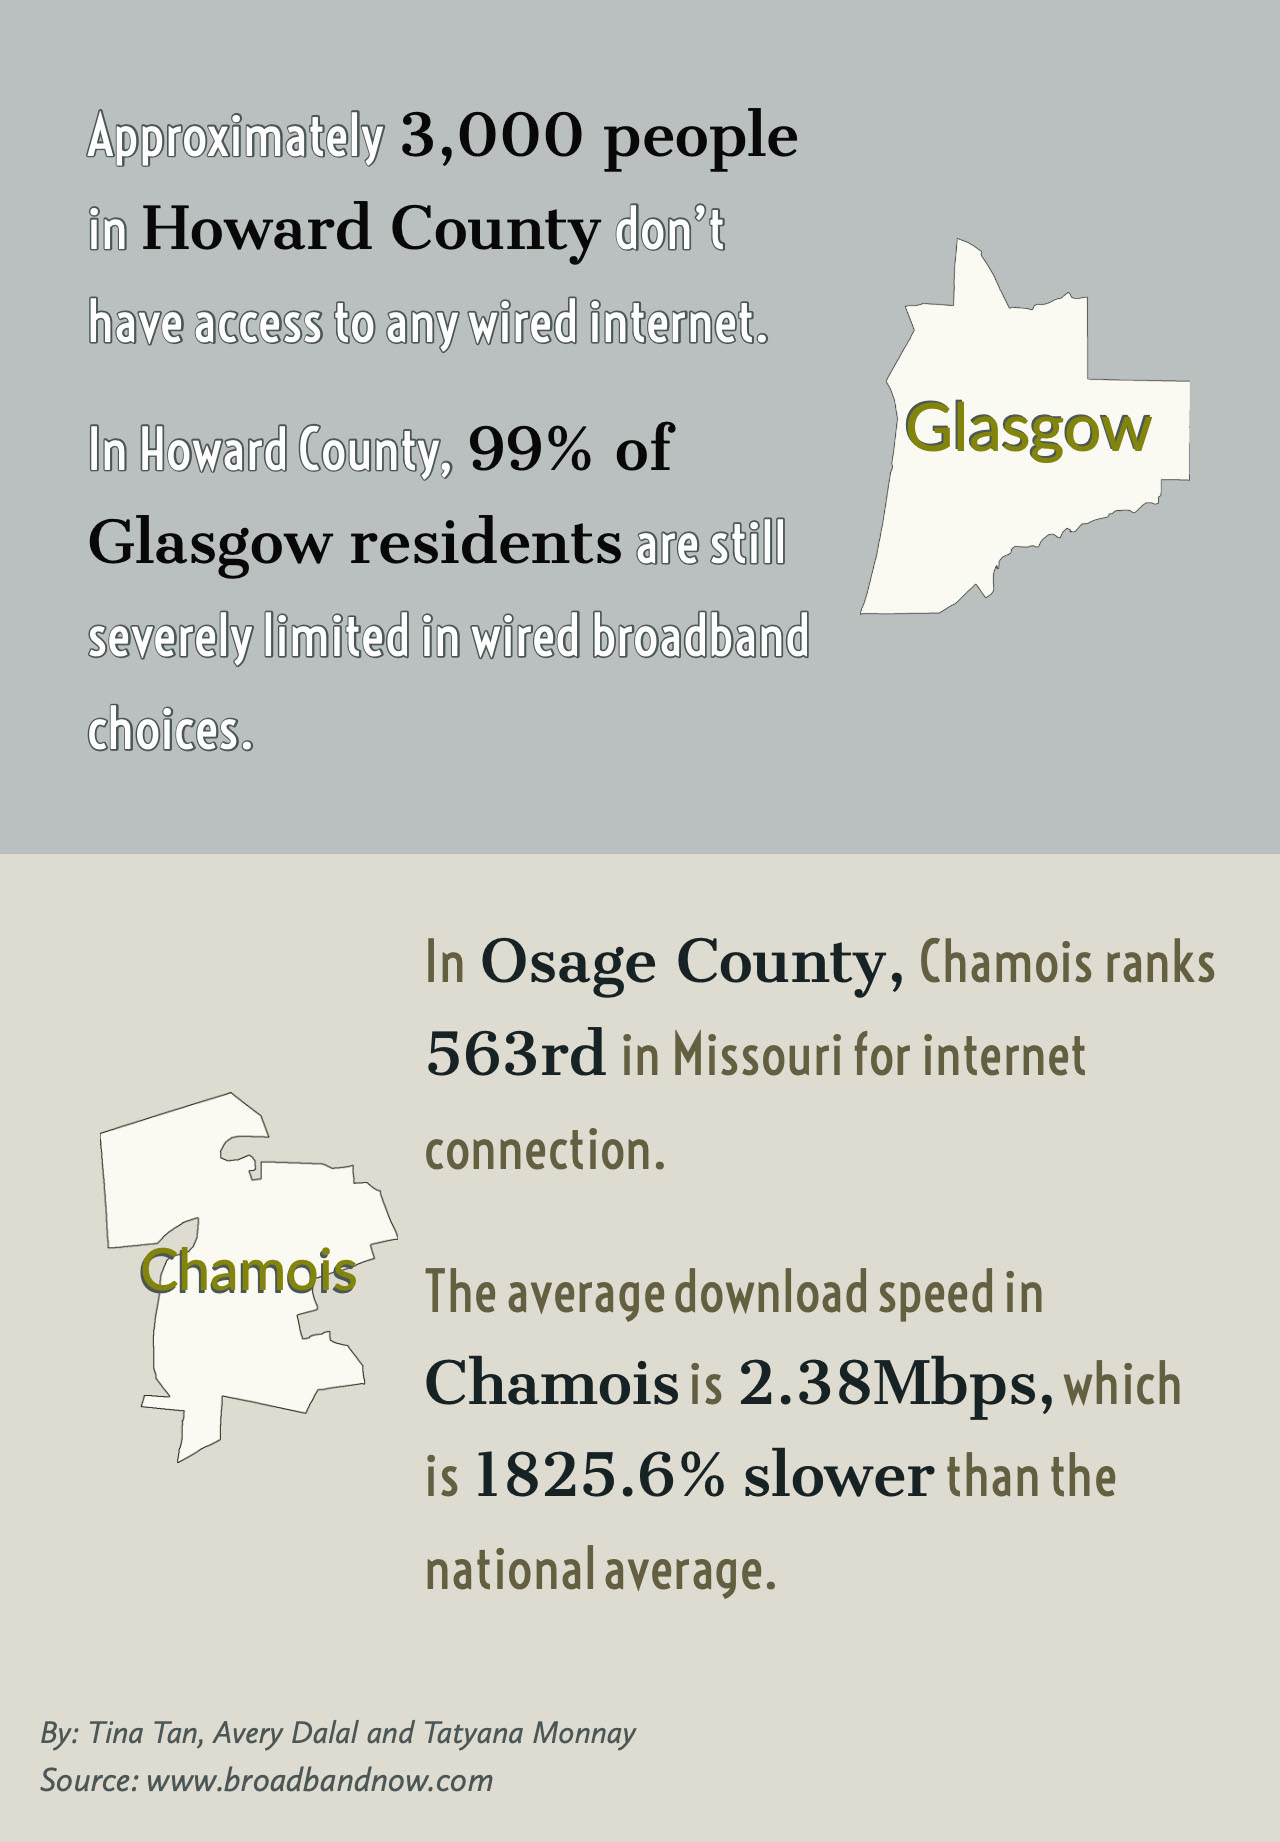 Approximately 3,000 people
in Howard County don't
have access to any wired internet.
In Howard County, 99% of
Glasgow residents are still
severely limited in wired broadband
choices.
Glasgow
In Osage County, Chamois ranks
563rd in Missouri for internet
connection.
Chamois
The average download speed in
Chamois is 2.38Mbps, which
is 1825.6% slower than the
national average.
By: Tina Tan, Avery Dalal and Tatyana Monnay
Source: www.broadbandnow.com